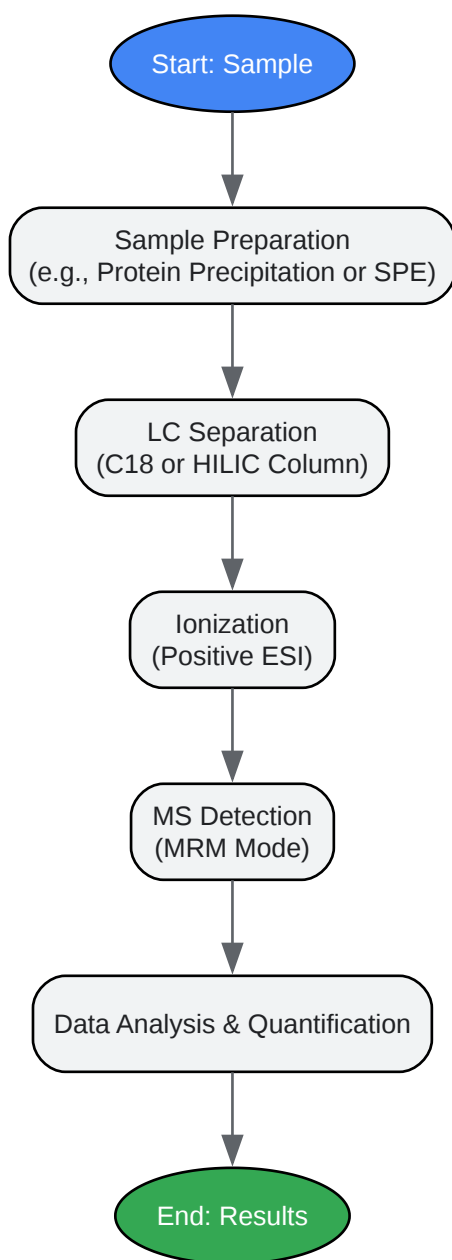 Start: Sample
Sample Preparation
(e.g., Protein Precipitation or SPE)
LC Separation
(C18 or HILIC Column)
Ionization
(Positive ESI)
MS Detection
(MRM Mode)
Data Analysis & Quantification
End: Results